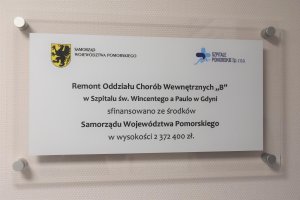 SAMORZĄD
WOJEWÓDZTWA POMORSKIEGO
SZPITALE
POMORSKIE Sp. z o.o.
Remont Oddziału Chorób Wewnętrznych „B"
w Szpitalu św. Wincentego a Paulo w Gdyni
sfinansowano ze środków
Samorządu Województwa Pomorskiego
w wysokości 2 372 400 zł.